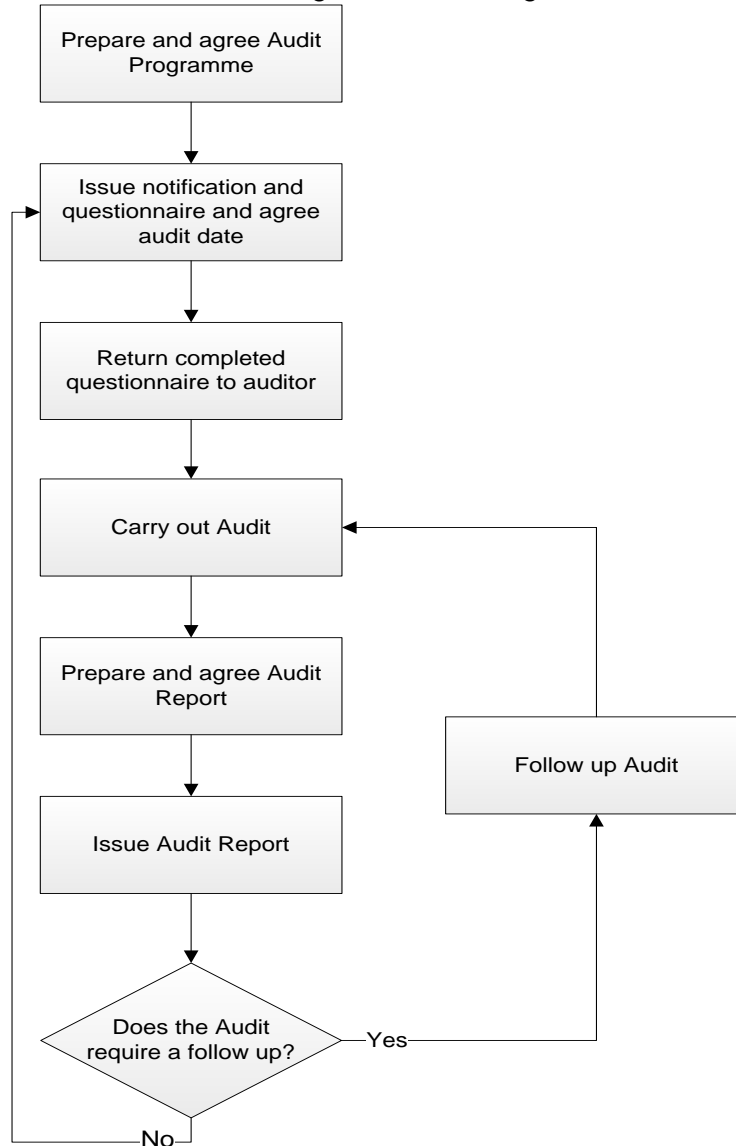 Prepare and agree Audit
Programme
Issue notification and
questionnaire and agree
audit date
Return completed
questionnaire to auditor
Carry out Audit
Prepare and agree Audit
Report
Follow up Audit
Issue Audit Report
Does the Audit
require a follow up?
Yes
No